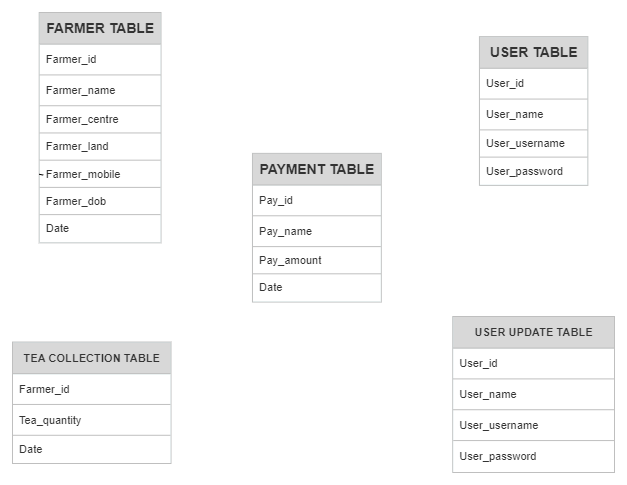 FARMER TABLE
Farmer_id
Farmer_name
Farmer_centre
Farmer_land
Farmer_mobile
Farmer_dob
Date
USER TABLE
User_id
User_name
User_username
User_password
PAYMENT TABLE
Pay_id
Pay_name
Pay_amount
Date
TEA COLLECTION TABLE
Farmer_id
Tea_quantity
Date
USER UPDATE TABLE
User_id
User_name
User_username
User_password